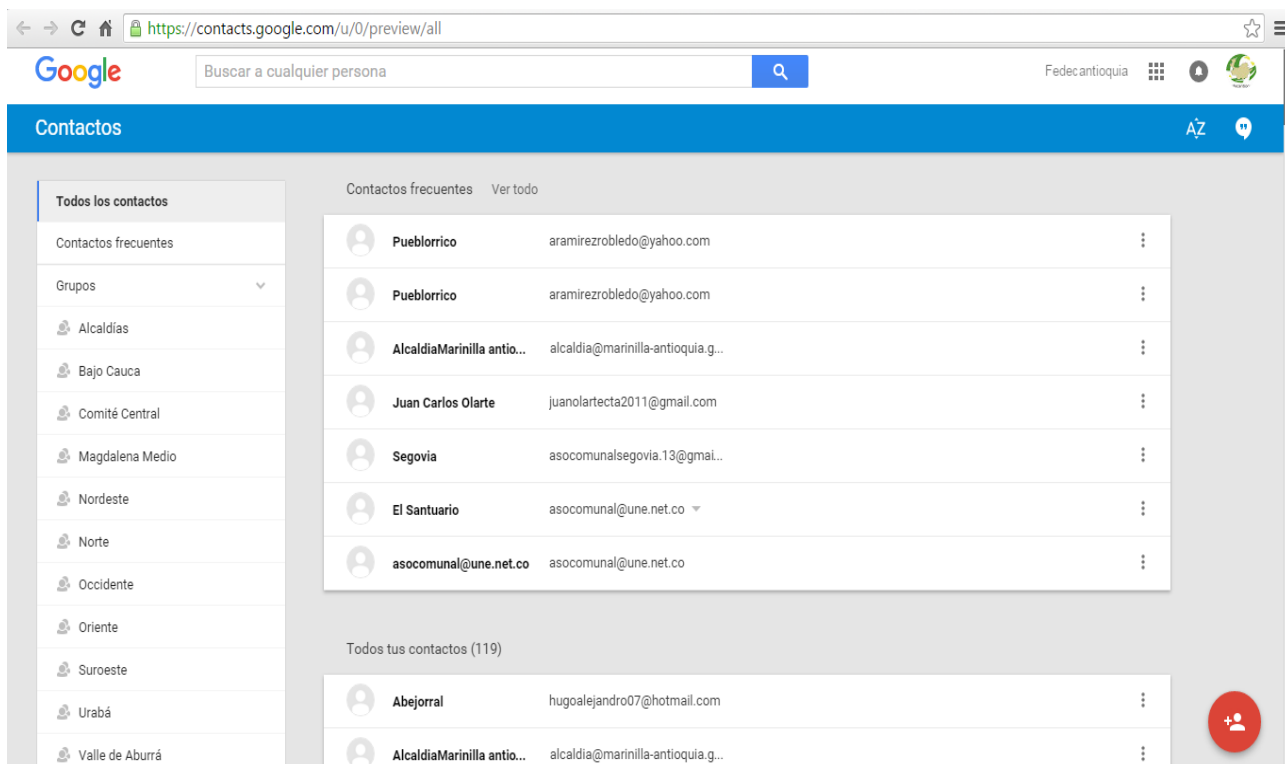 https://contacts.google.com/u/0/preview/all
Google
Buscar a cualquier persona
Fedecantioquia
Contactos
AZ
Todos los contactos
Contactos frecuentes
Grupos
Alcaldías
Bajo Cauca
Comité Central
Magdalena Medio
Nordeste
Norte
Occidente
Oriente
Suroeste
Urabá
Valle de Aburrá
Contactos frecuentes Ver todo
Pueblorrico aramirezrobledo@yahoo.com
Pueblorrico aramirezrobledo@yahoo.com
AlcaldiaMarinilla antio... alcaldia@marinilla-antioquia.g...
Juan Carlos Olarte juanolartecta2011@gmail.com
Segovia asocomunalsegovia.13@gmai...
El Santuario asocomunal@une.net.co
asocomunal@une.net.co asocomunal@une.net.co
Todos tus contactos (119)
Abejorral hugoalejandro07@hotmail.com
AlcaldiaMarinilla antio... alcaldia@marinilla-antioquia.g...